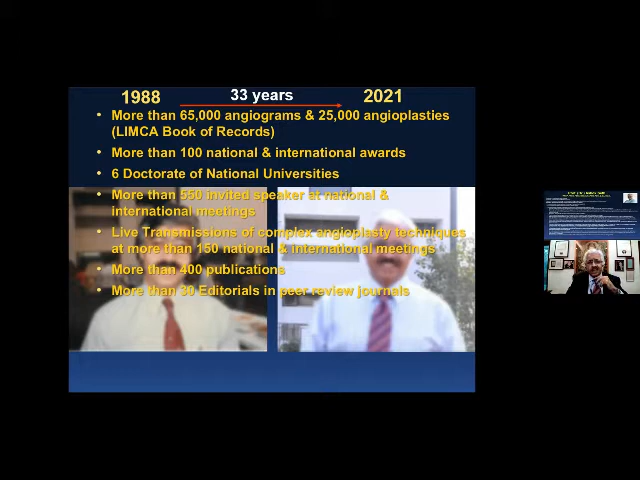 1988 33 years 2021
• More than 65,000 angiograms & 25,000 angioplasties
(LIMCA Book of Records)
• More than 100 national & international awards
• 6 Doctorate of National Universities
• More than 550 invited speaker at national &
international meetings
• Live Transmissions of complex angioplasty techniques
at more than 150 national & international meetings
• More than 400 publications
• More than 30 Editorials in peer review journals